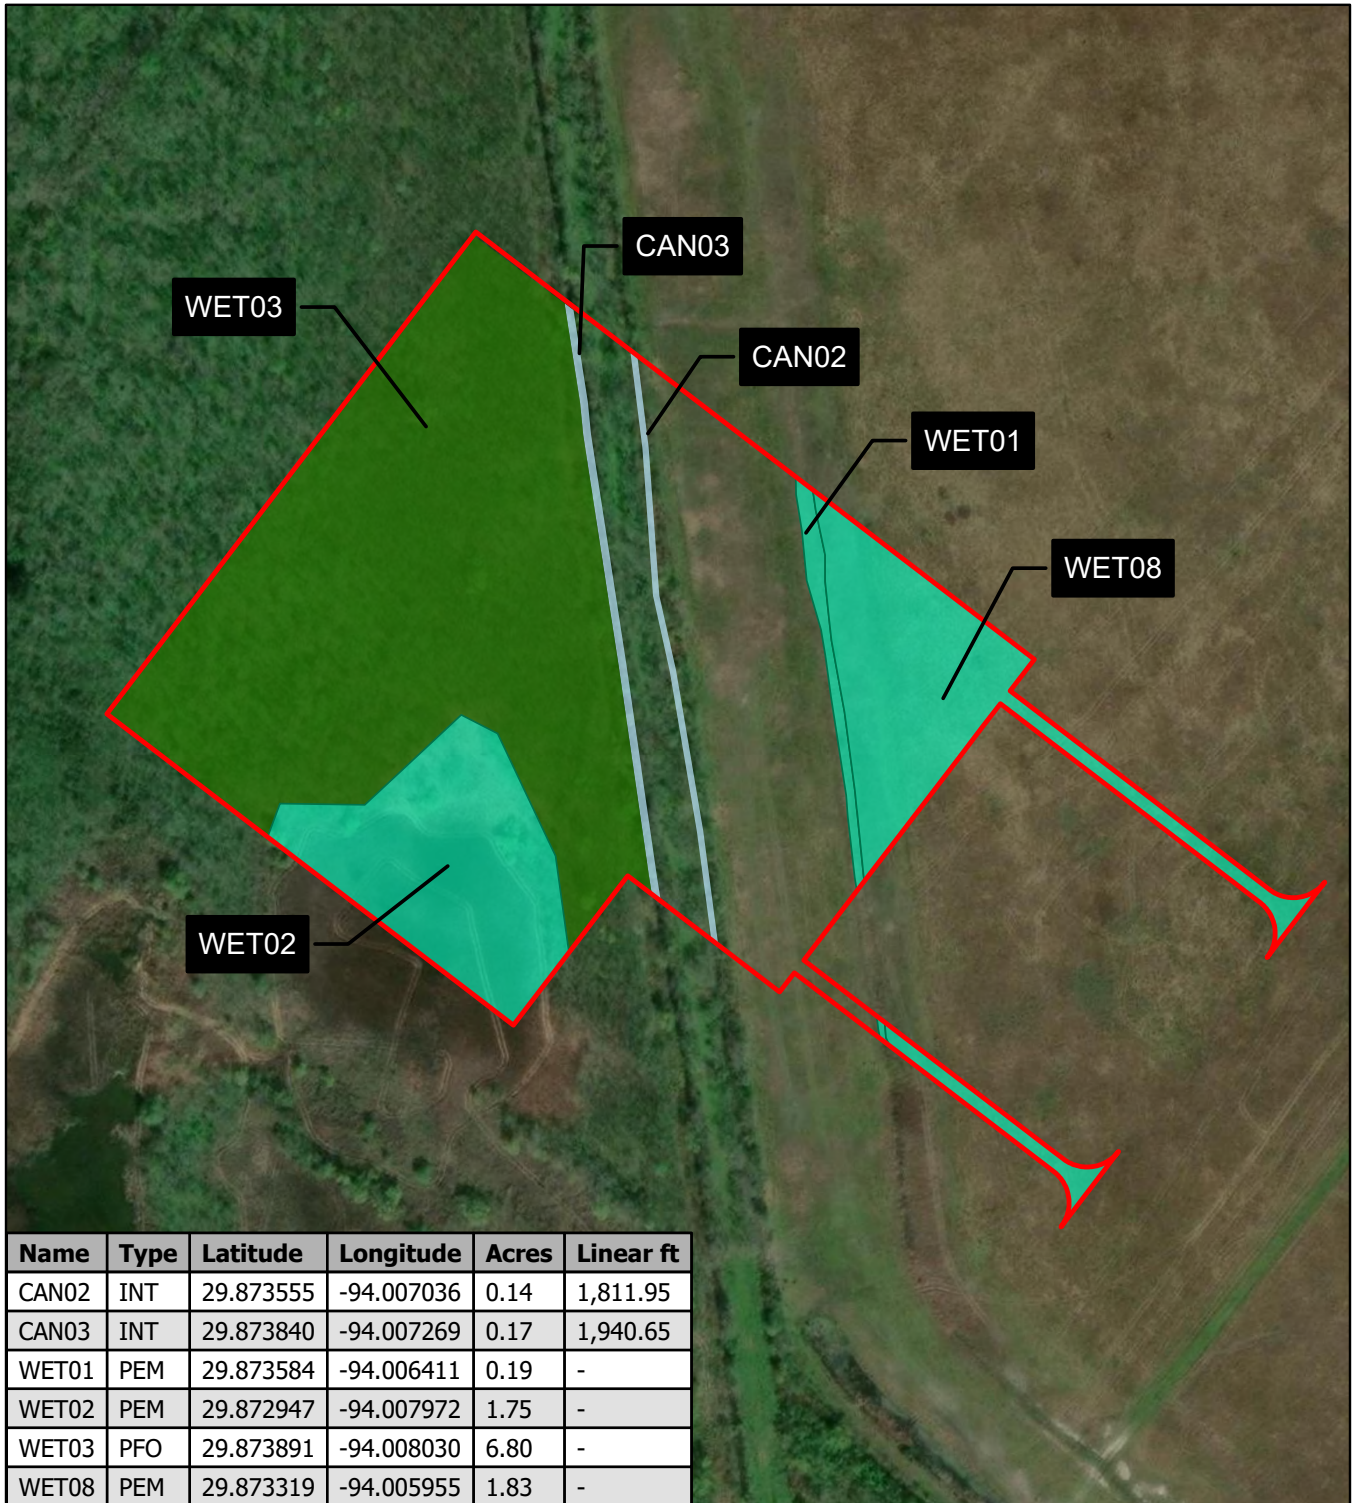 CAN03
WET03
CAN02
WET01
WET08
WET02
Name Type Latitude Longitude Acres Linear ft
CAN02 INT 29.873555 -94.007036 0.14 1,811.95
CAN03 INT 29.873840 -94.007269 0.17 1,940.65
WET01 PEM 29.873584 -94.006411 0.19 -
WET02 PEM 29.872947 -94.007972 1.75 -
WET03 PFO 29.873891 -94.008030 6.80 -
WET08 PEM 29.873319 -94.005955 1.83 -